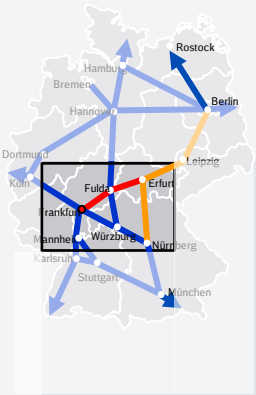 Rostock
Hamburg
Bremen
Berlin
Hannover
Dortmund
Leipzig
Köln
Fulda
Erfurt
Frankfurt
Mannheim
Würzburg
Nürnberg
Karlsruhe
Stuttgart
München